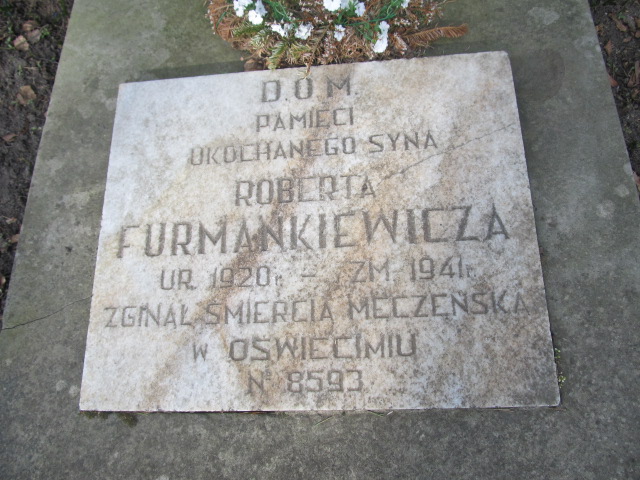 D.O.M.
PAMIĘCI
UKOCHANEGO SYNA
ROBERTA
FURMANKIEWICZA
UR. 1920 r. - ZM. 1941 r.
ZGINĄŁ ŚMIERCIĄ MĘCZEŃSKĄ
W OŚWIĘCIMIU
N. 8593